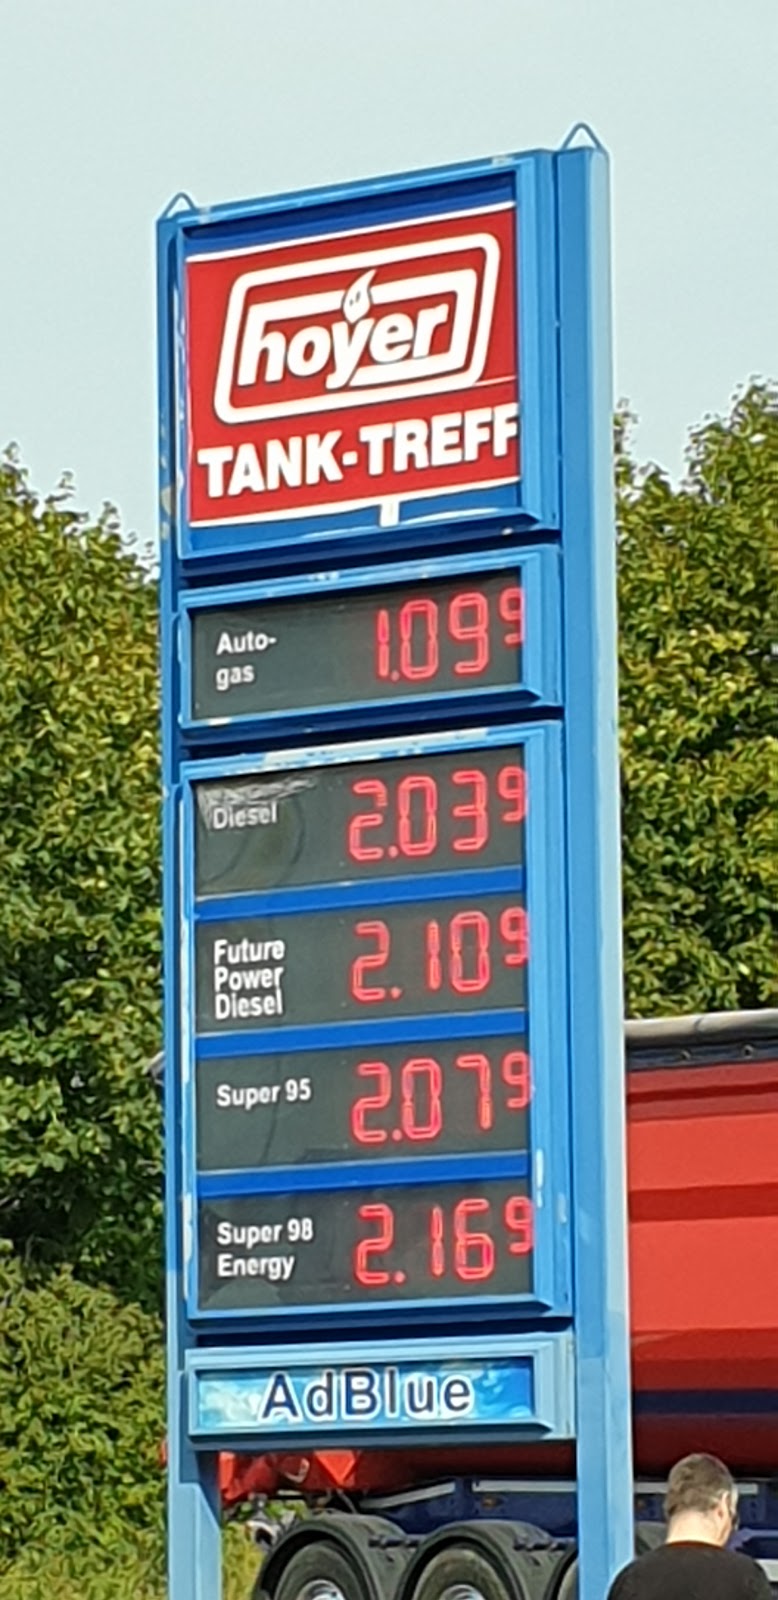 hoyer
TANK-TREFF
Auto-
gas
1.09⁹
Diesel
2.03⁹
Future
Power
Diesel
2.10⁹
Super 95
2.07⁹
Super 98
Energy
2.16⁹
AdBlue